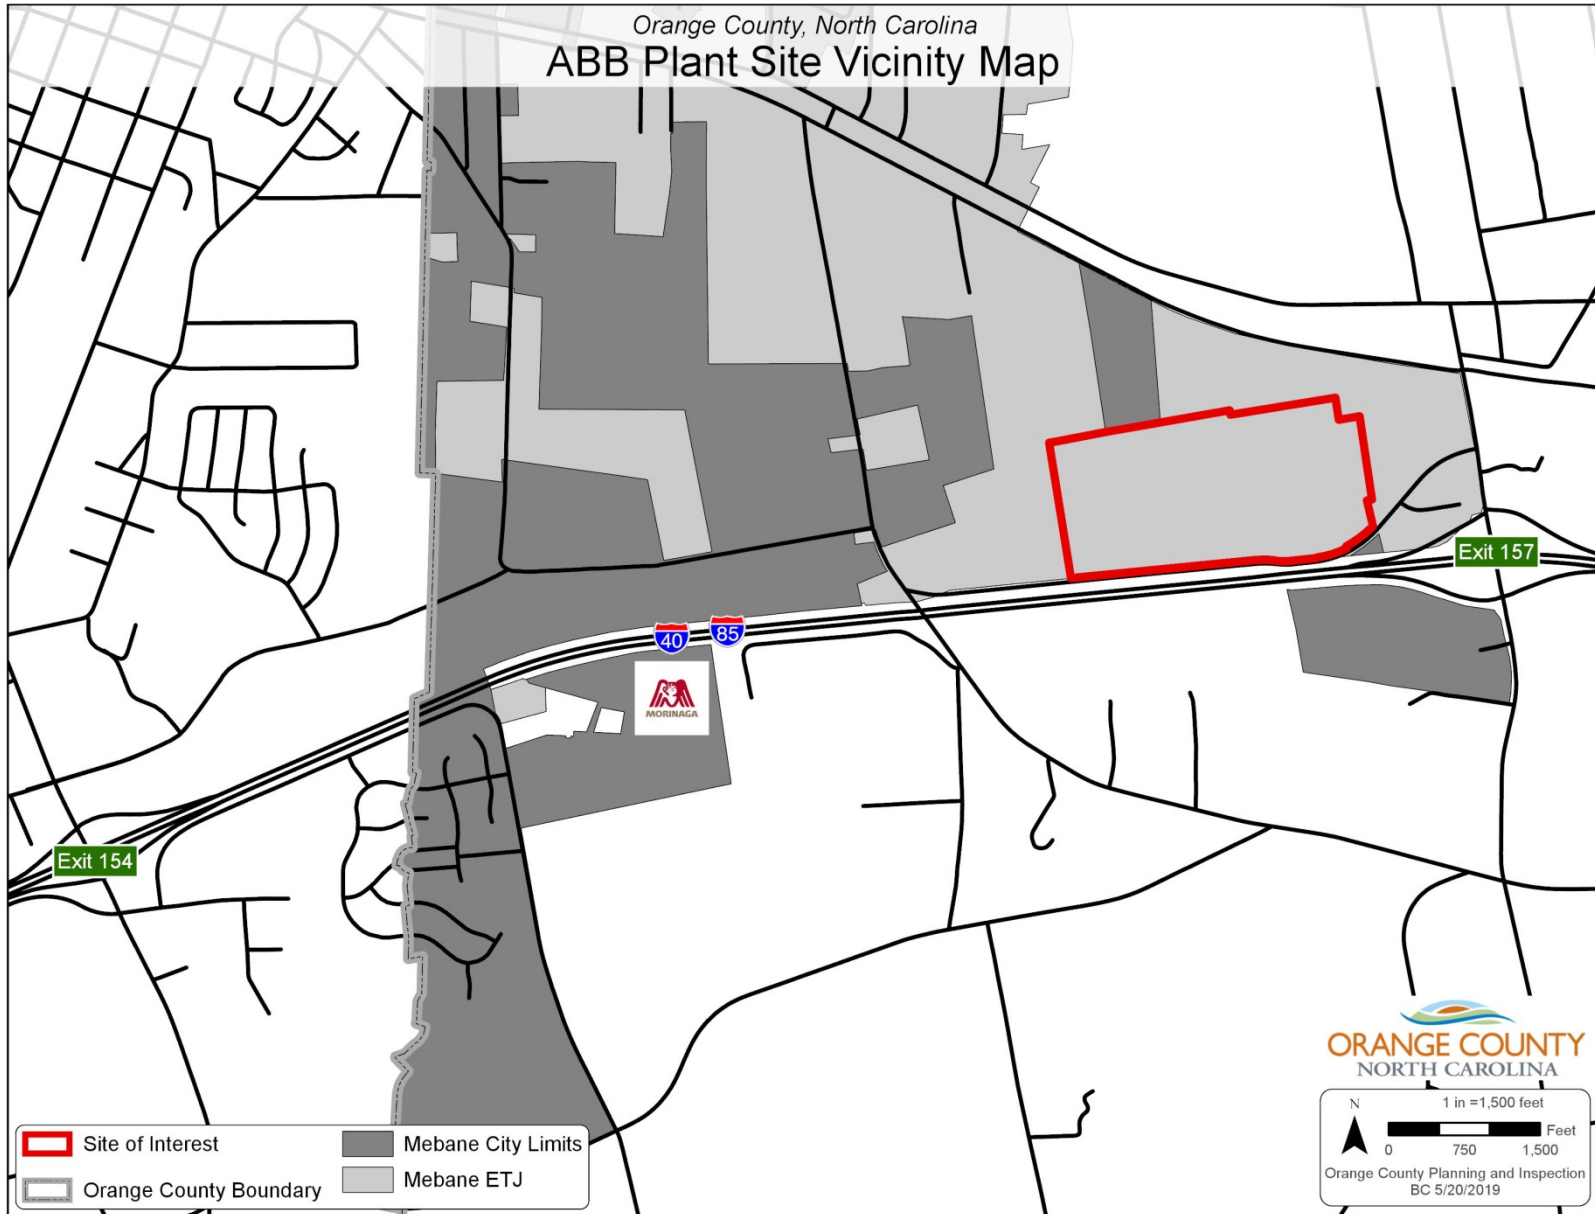 Orange County, North Carolina
ABB Plant Site Vicinity Map
Exit 157
40
85
MORINAGA
Exit 154
ORANGE COUNTY
NORTH CAROLINA
N
1 in =1,500 feet
Feet
0 750 1,500
Orange County Planning and Inspection
BC 5/20/2019
Site of Interest
Orange County Boundary
Mebane City Limits
Mebane ETJ